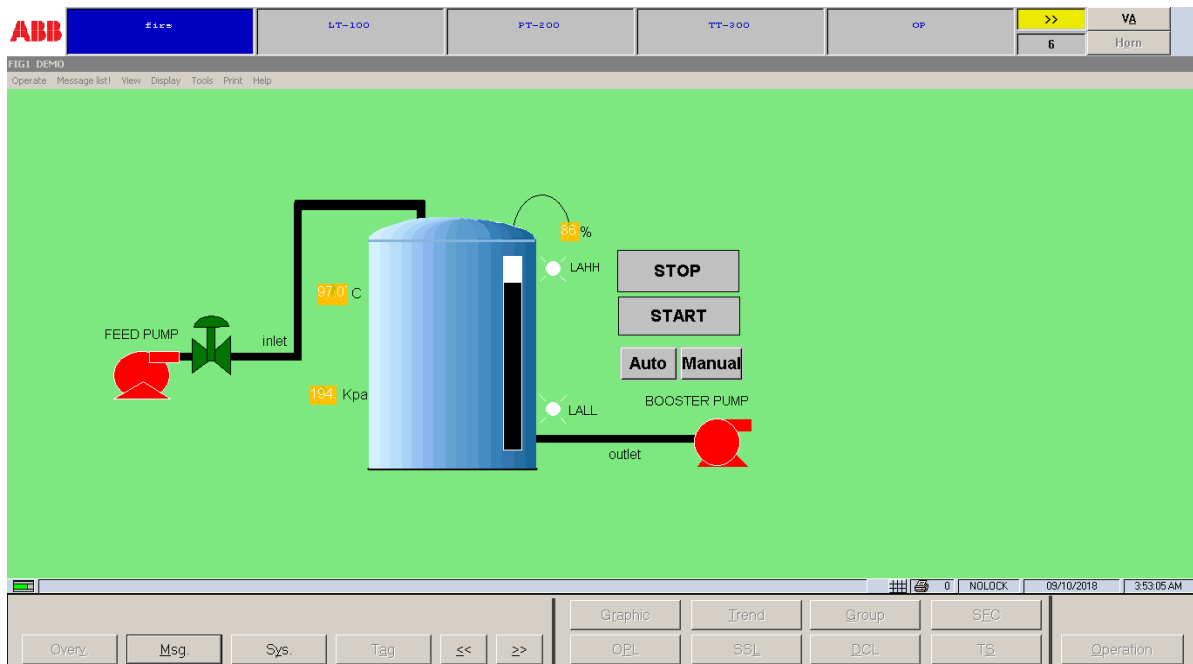 ABB
firs
LT-100
PT-200
TT-300
OP
>>
VA
6
Horn
FIG1 DEMO
Operate Message list! View Display Tools Print Help
86 %
LAHH
STOP
97.0 C
START
FEED PUMP
inlet
Auto Manual
194. Kpa
BOOSTER PUMP
LALL
outlet
0 NOLOCK 09/10/2018 3:53:05 AM
Graphic Trend Group SFC
Overv. Msg. Sys. Tag << >> OPL SSL DCL TS Operation